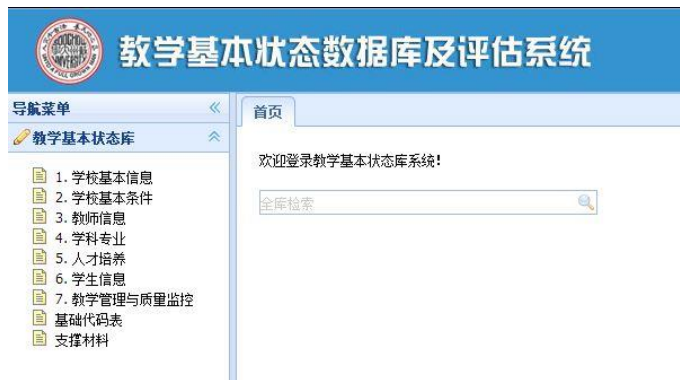 教学基本状态数据库及评估系统
导航菜单
首页
教学基本状态库
欢迎登录教学基本状态库系统!
全库检索
1. 学校基本信息
2. 学校基本条件
3. 教师信息
4. 学科专业
5. 人才培养
6. 学生信息
7. 教学管理与质量监控
基础代码表
支撑材料